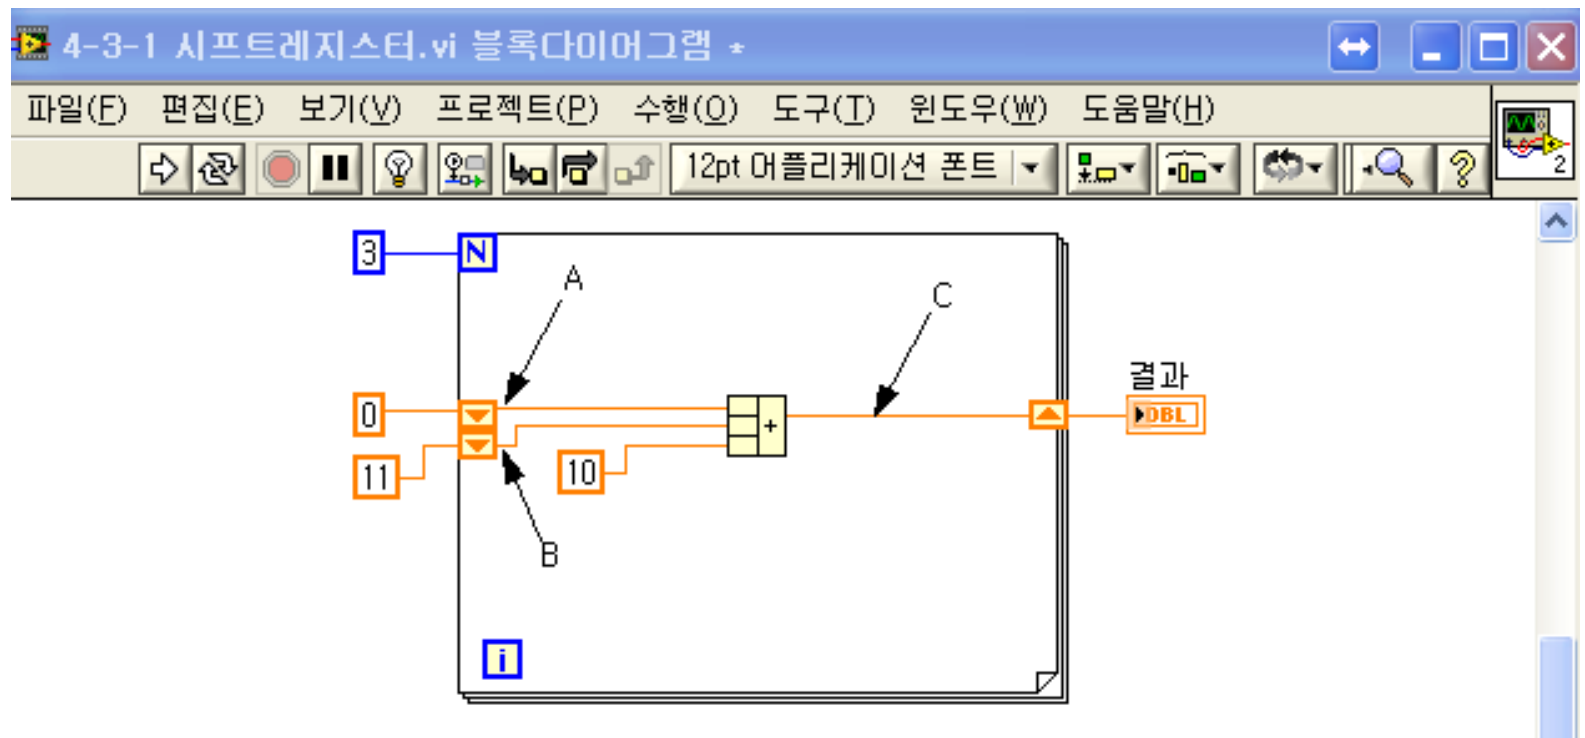 4-3-1 시프트레지스터.vi 블록다이어그램 *
파일(F) 편집(E) 보기(V) 프로젝트(P) 수행(O) 도구(T) 윈도우(W) 도움말(H)
12pt 어플리케이션 폰트
2
3 N
A
C
결과
0
DBL
+
11
10
B
i